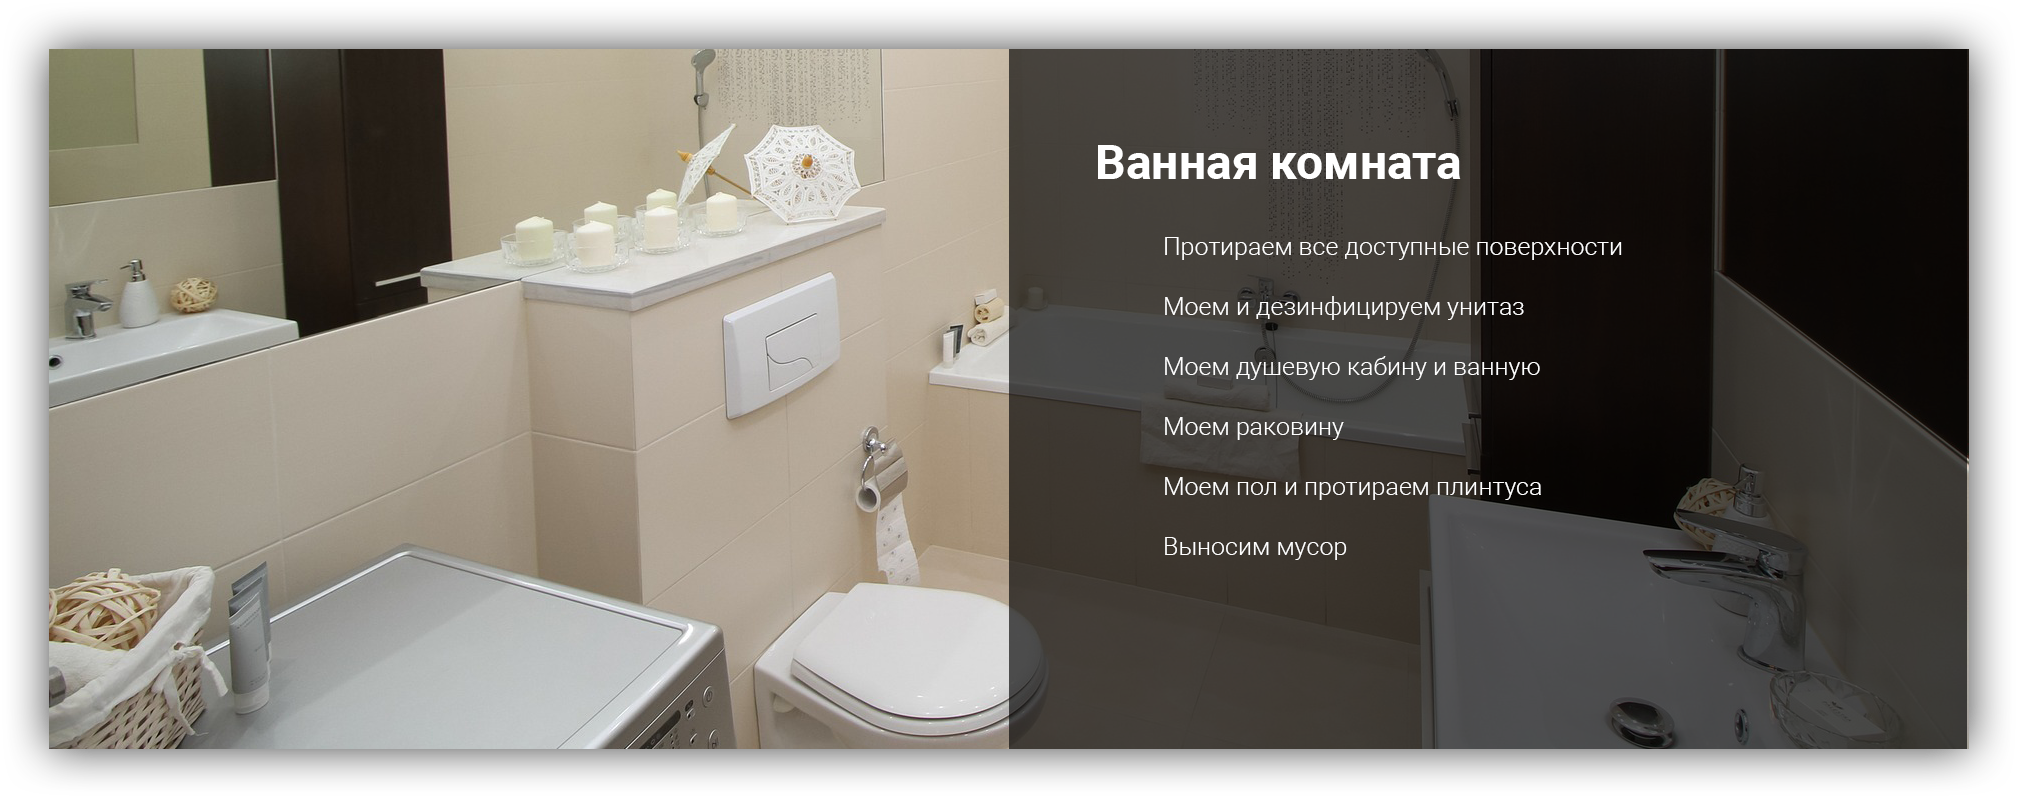 Ванная комната
Протираем все доступные поверхности
Моем и дезинфицируем унитаз
Моем душевую кабину и ванную
Моем раковину
Моем пол и протираем плинтуса
Выносим мусор